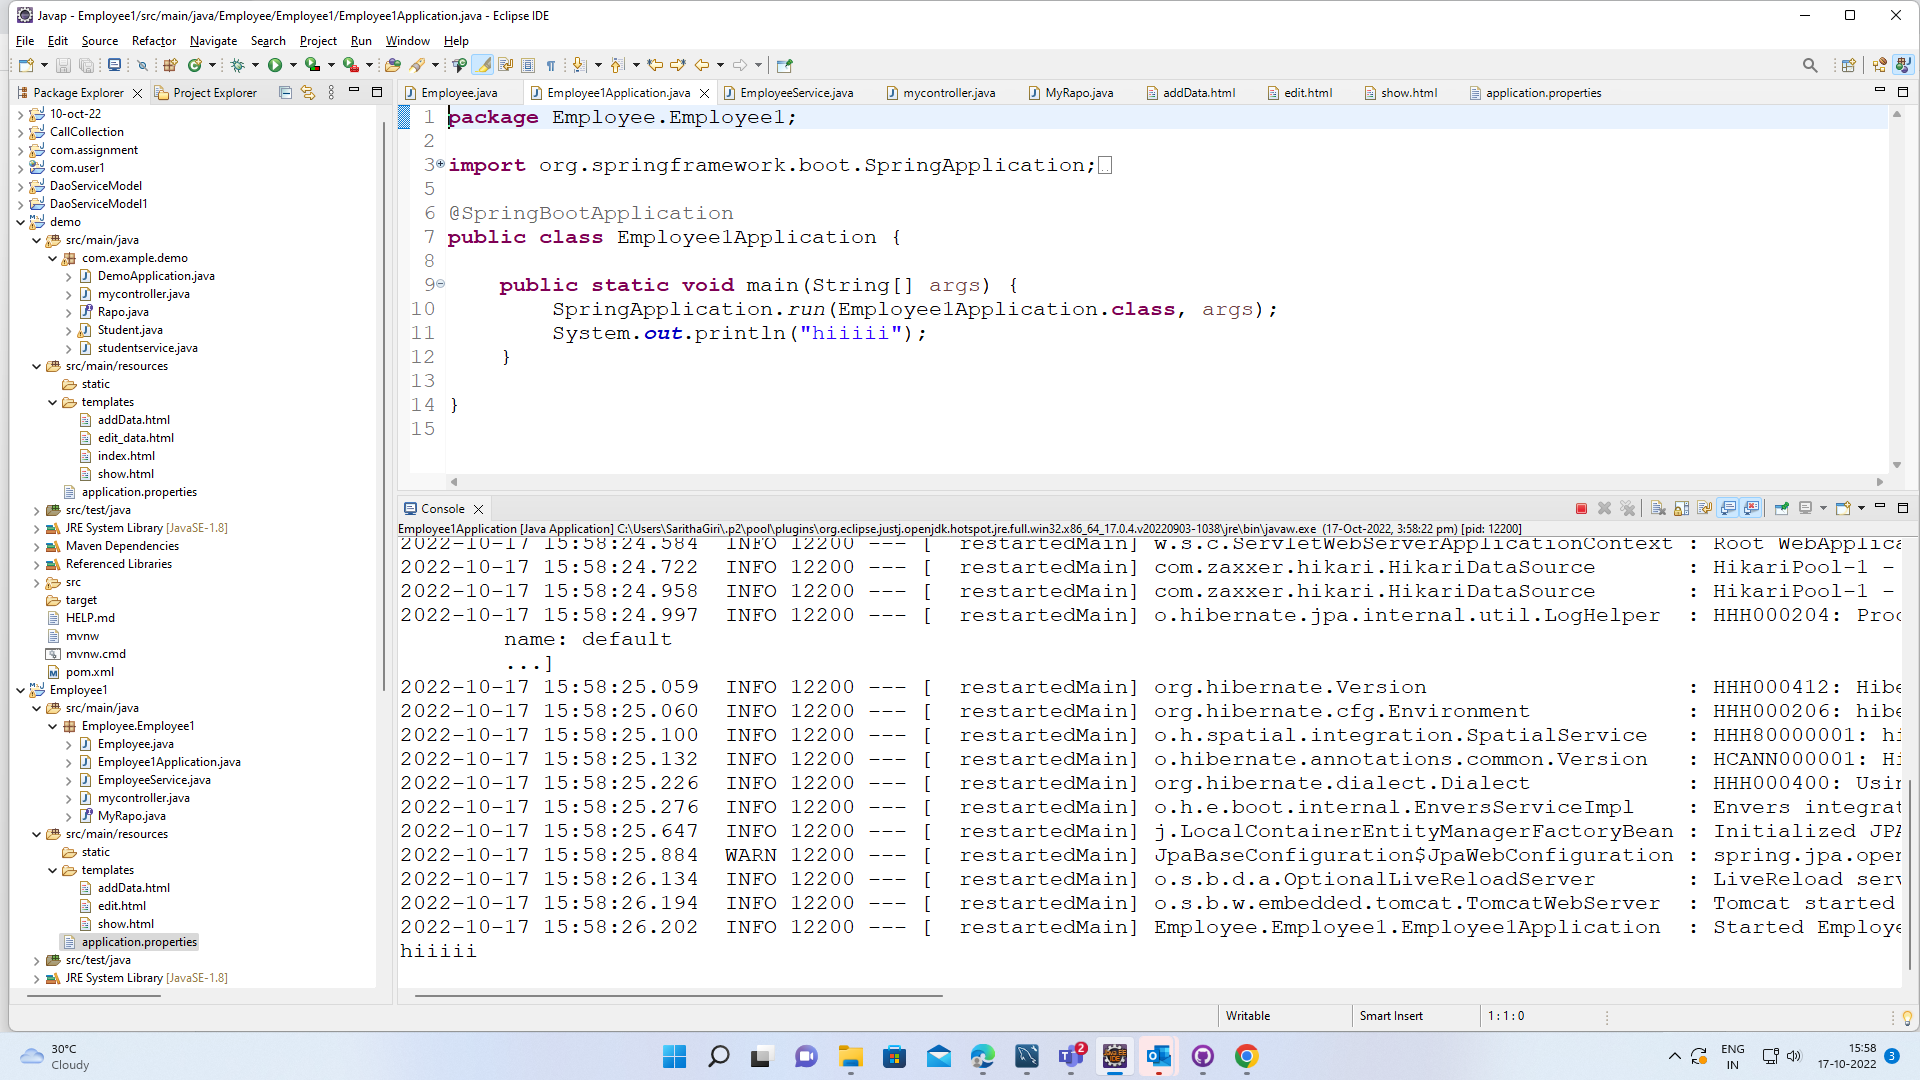 Javap - Employee1/src/main/java/Employee/Employee1/Employee1Application.java - Eclipse IDE
File Edit Source Refactor Navigate Search Project Run Window Help
Package Explorer
Project Explorer
10-oct-22
CallCollection
com.assignment
com.user1
DaoServiceModel
DaoServiceModel1
demo
src/main/java
com.example.demo
DemoApplication.java
mycontroller.java
Rapo.java
Student.java
studentservice.java
src/main/resources
static
templates
addData.html
edit_data.html
index.html
show.html
application.properties
src/test/java
JRE System Library [JavaSE-1.8]
Maven Dependencies
Referenced Libraries
src
target
HELP.md
mvnw
mvnw.cmd
pom.xml
Employee1
src/main/java
Employee.Employee1
Employee.java
Employee1Application.java
EmployeeService.java
mycontroller.java
MyRapo.java
src/main/resources
static
templates
addData.html
edit.html
show.html
application.properties
src/test/java
JRE System Library [JavaSE-1.8]
Employee.java Employee1Application.java EmployeeService.java mycontroller.java MyRapo.java addData.html edit.html show.html application.properties
1 package Employee.Employee1;
2
3 import org.springframework.boot.SpringApplication;
5
6 @SpringBootApplication
7 public class Employee1Application {
8
9 public static void main(String[] args) {
10 SpringApplication.run(Employee1Application.class, args);
11 System.out.println("hiiiii");
12 }
13
14 }
15
Console
Employee1Application [Java Application] C:\Users\SarithaGiri\.p2\pool\plugins\org.eclipse.justj.openjdk.hotspot.jre.full.win32.x86_64_17.0.4.v20220903-1038\jre\bin\javaw.exe (17-Oct-2022, 3:58:22 pm) [pid: 12200]
2022-10-17 15:58:24.584 INFO 12200 --- [ restartedMain] w.s.c.ServletWebServerApplicationContext : Root WebApplica
2022-10-17 15:58:24.722 INFO 12200 --- [ restartedMain] com.zaxxer.hikari.HikariDataSource : HikariPool-1 -
2022-10-17 15:58:24.958 INFO 12200 --- [ restartedMain] com.zaxxer.hikari.HikariDataSource : HikariPool-1 -
2022-10-17 15:58:24.997 INFO 12200 --- [ restartedMain] o.hibernate.jpa.internal.util.LogHelper : HHH000204: Proc
name: default
...]
2022-10-17 15:58:25.059 INFO 12200 --- [ restartedMain] org.hibernate.Version : HHH000412: Hibe
2022-10-17 15:58:25.060 INFO 12200 --- [ restartedMain] org.hibernate.cfg.Environment : HHH000206: hibe
2022-10-17 15:58:25.100 INFO 12200 --- [ restartedMain] o.h.spatial.integration.SpatialService : HHH80000001: hi
2022-10-17 15:58:25.132 INFO 12200 --- [ restartedMain] o.hibernate.annotations.common.Version : HCANN000001: Hi
2022-10-17 15:58:25.226 INFO 12200 --- [ restartedMain] org.hibernate.dialect.Dialect : HHH000400: Usin
2022-10-17 15:58:25.276 INFO 12200 --- [ restartedMain] o.h.e.boot.internal.EnversServiceImpl : Envers integrat
2022-10-17 15:58:25.647 INFO 12200 --- [ restartedMain] j.LocalContainerEntityManagerFactoryBean : Initialized JPA
2022-10-17 15:58:25.884 WARN 12200 --- [ restartedMain] JpaBaseConfiguration$JpaWebConfiguration : spring.jpa.open
2022-10-17 15:58:26.134 INFO 12200 --- [ restartedMain] o.s.b.d.a.OptionalLiveReloadServer : LiveReload serv
2022-10-17 15:58:26.194 INFO 12200 --- [ restartedMain] o.s.b.w.embedded.tomcat.TomcatWebServer : Tomcat started
2022-10-17 15:58:26.202 INFO 12200 --- [ restartedMain] Employee.Employee1.Employee1Application : Started Employe
hiiiii
Writable Smart Insert 1 : 1 : 0
30°C
Cloudy
2
ENG
IN
15:58
17-10-2022
3